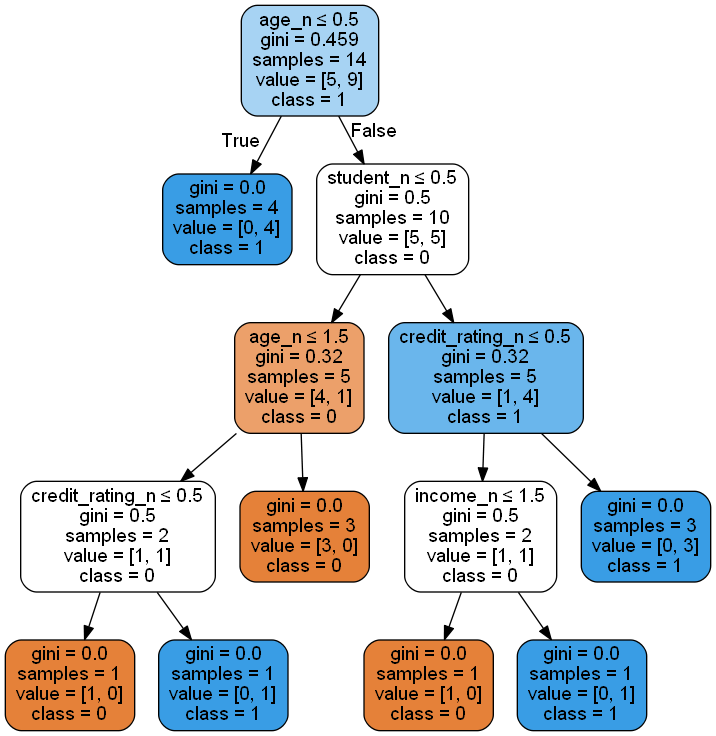 age_n ≤ 0.5
gini = 0.459
samples = 14
value = [5, 9]
class = 1
True
False
gini = 0.0
samples = 4
value = [0, 4]
class = 1
student_n ≤ 0.5
gini = 0.5
samples = 10
value = [5, 5]
class = 0
age_n ≤ 1.5
gini = 0.32
samples = 5
value = [4, 1]
class = 0
credit_rating_n ≤ 0.5
gini = 0.32
samples = 5
value = [1, 4]
class = 1
credit_rating_n ≤ 0.5
gini = 0.5
samples = 2
value = [1, 1]
class = 0
gini = 0.0
samples = 3
value = [3, 0]
class = 0
income_n ≤ 1.5
gini = 0.5
samples = 2
value = [1, 1]
class = 0
gini = 0.0
samples = 3
value = [0, 3]
class = 1
gini = 0.0
samples = 1
value = [1, 0]
class = 0
gini = 0.0
samples = 1
value = [0, 1]
class = 1
gini = 0.0
samples = 1
value = [1, 0]
class = 0
gini = 0.0
samples = 1
value = [0, 1]
class = 1